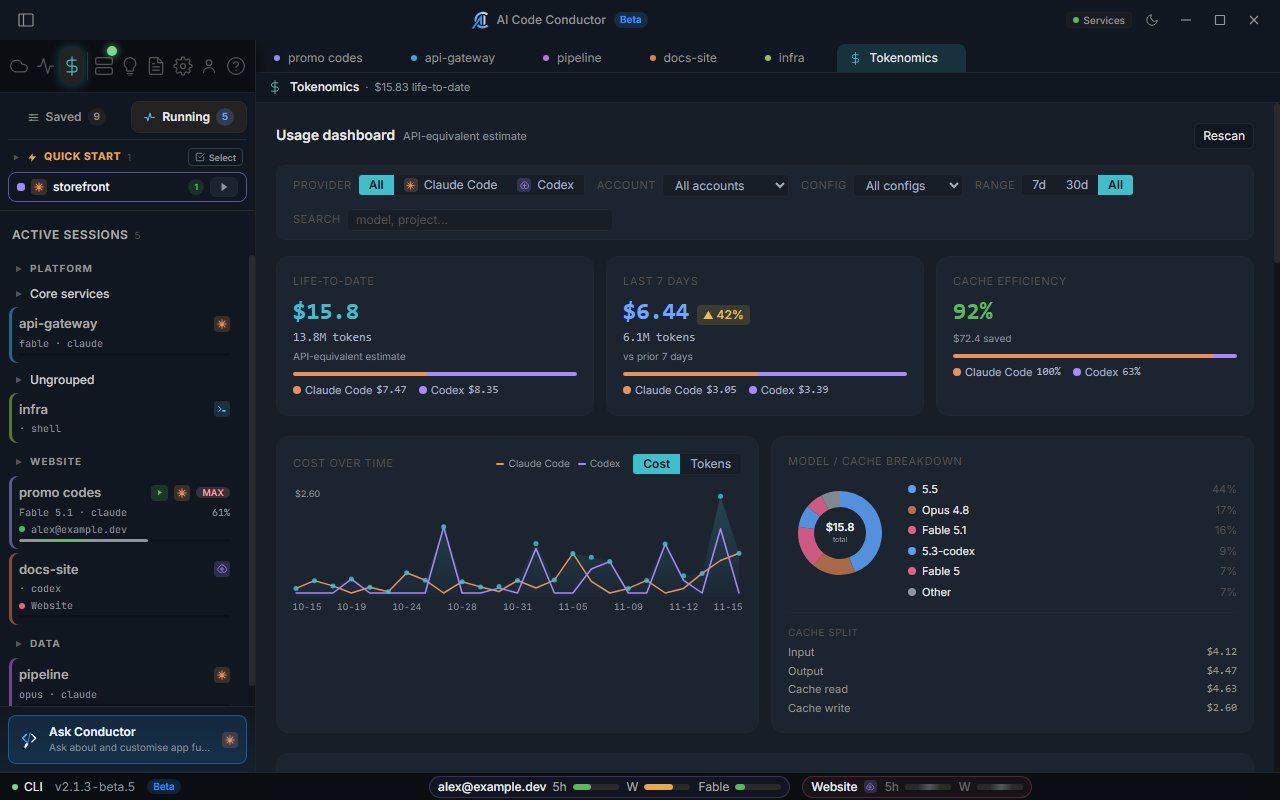 AI Code Conductor Beta
Services
promo codes
api-gateway
pipeline
docs-site
infra
Tokenomics
Tokenomics · $15.83 life-to-date
Saved 9
Running 5
QUICK START 1
Select
storefront
1
ACTIVE SESSIONS 5
PLATFORM
Core services
api-gateway
fable · claude
Ungrouped
infra
· shell
WEBSITE
promo codes
MAX
Fable 5.1 · claude
61%
alex@example.dev
docs-site
· codex
Website
DATA
pipeline
opus · claude
Ask Conductor
Ask about and customise app fu...
Usage dashboard API-equivalent estimate
Rescan
PROVIDER All Claude Code Codex ACCOUNT All accounts CONFIG All configs RANGE 7d 30d All
SEARCH model, project...
LIFE-TO-DATE
$15.8
13.8M tokens
API-equivalent estimate
Claude Code $7.47 Codex $8.35
LAST 7 DAYS
$6.44 ▲ 42%
6.1M tokens
vs prior 7 days
Claude Code $3.05 Codex $3.39
CACHE EFFICIENCY
92%
$72.4 saved
Claude Code 100% Codex 63%
COST OVER TIME
Claude Code Codex
Cost Tokens
$2.60
10-15 10-19 10-24 10-28 10-31 11-05 11-09 11-12 11-15
MODEL / CACHE BREAKDOWN
$15.8
total
5.5 44%
Opus 4.8 17%
Fable 5.1 16%
5.3-codex 9%
Fable 5 7%
Other 7%
CACHE SPLIT
Input $4.12
Output $4.47
Cache read $4.63
Cache write $2.60
CLI v2.1.3-beta.5 Beta
alex@example.dev 5h W Fable
Website 5h W